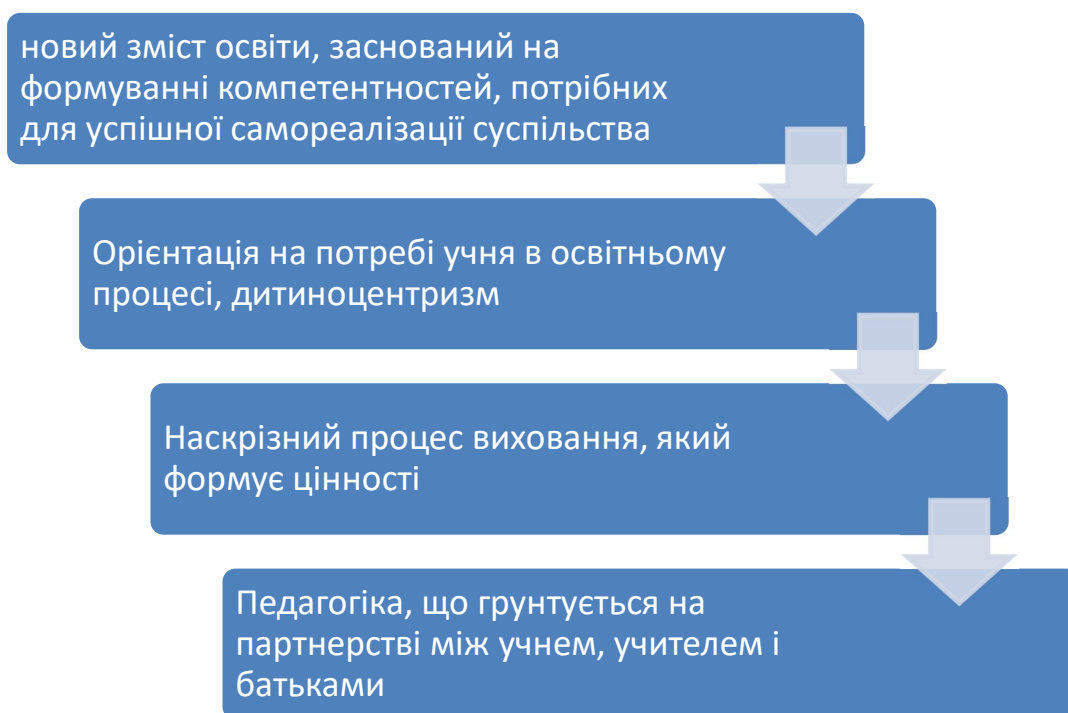 новий зміст освіти, заснований на
формуванні компетентностей, потрібних
для успішної самореалізації суспільства
Орієнтація на потребі учня в освітньому
процесі, дитиноцентризм
Наскрізний процес виховання, який
формує цінності
Педагогіка, що грунтується на
партнерстві між учнем, учителем і
батьками